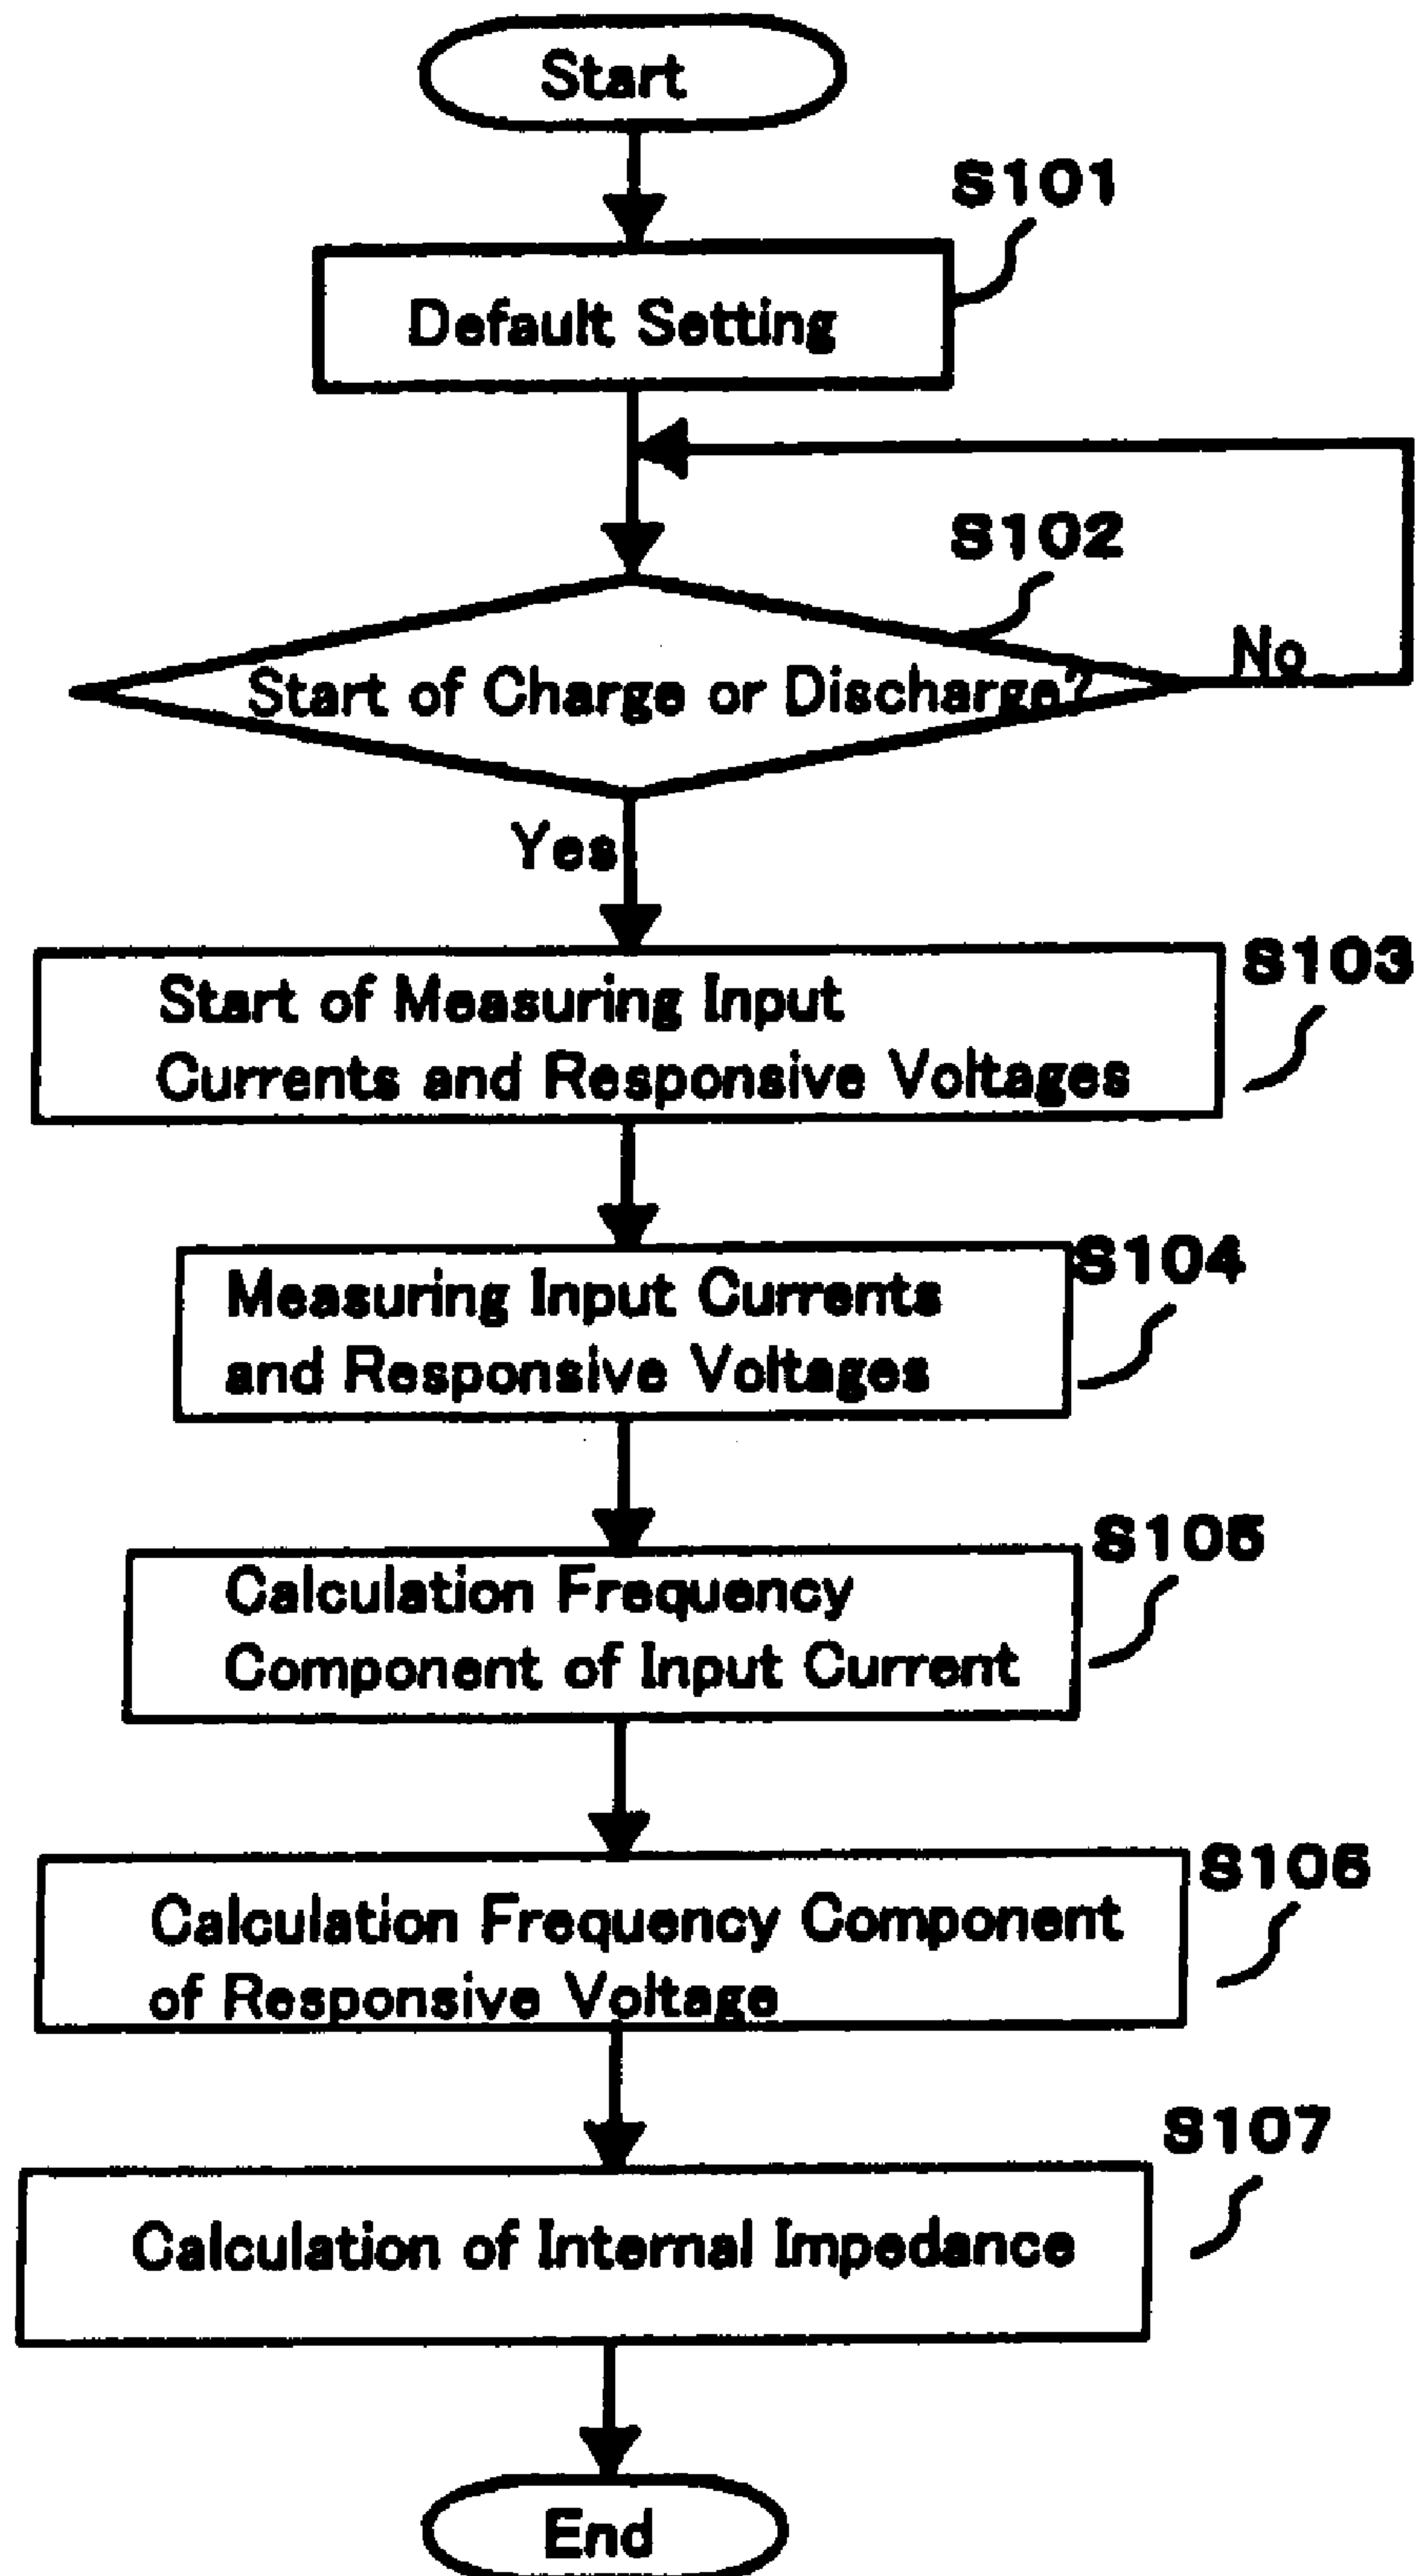 Start
S101
Default Setting
S102
Start of Charge or Discharge?
No
Yes
S103
Start of Measuring Input
Currents and Responsive Voltages
S104
Measuring Input Currents
and Responsive Voltages
S105
Calculation Frequency
Component of Input Current
S106
Calculation Frequency Component
of Responsive Voltage
S107
Calculation of Internal Impedance
End